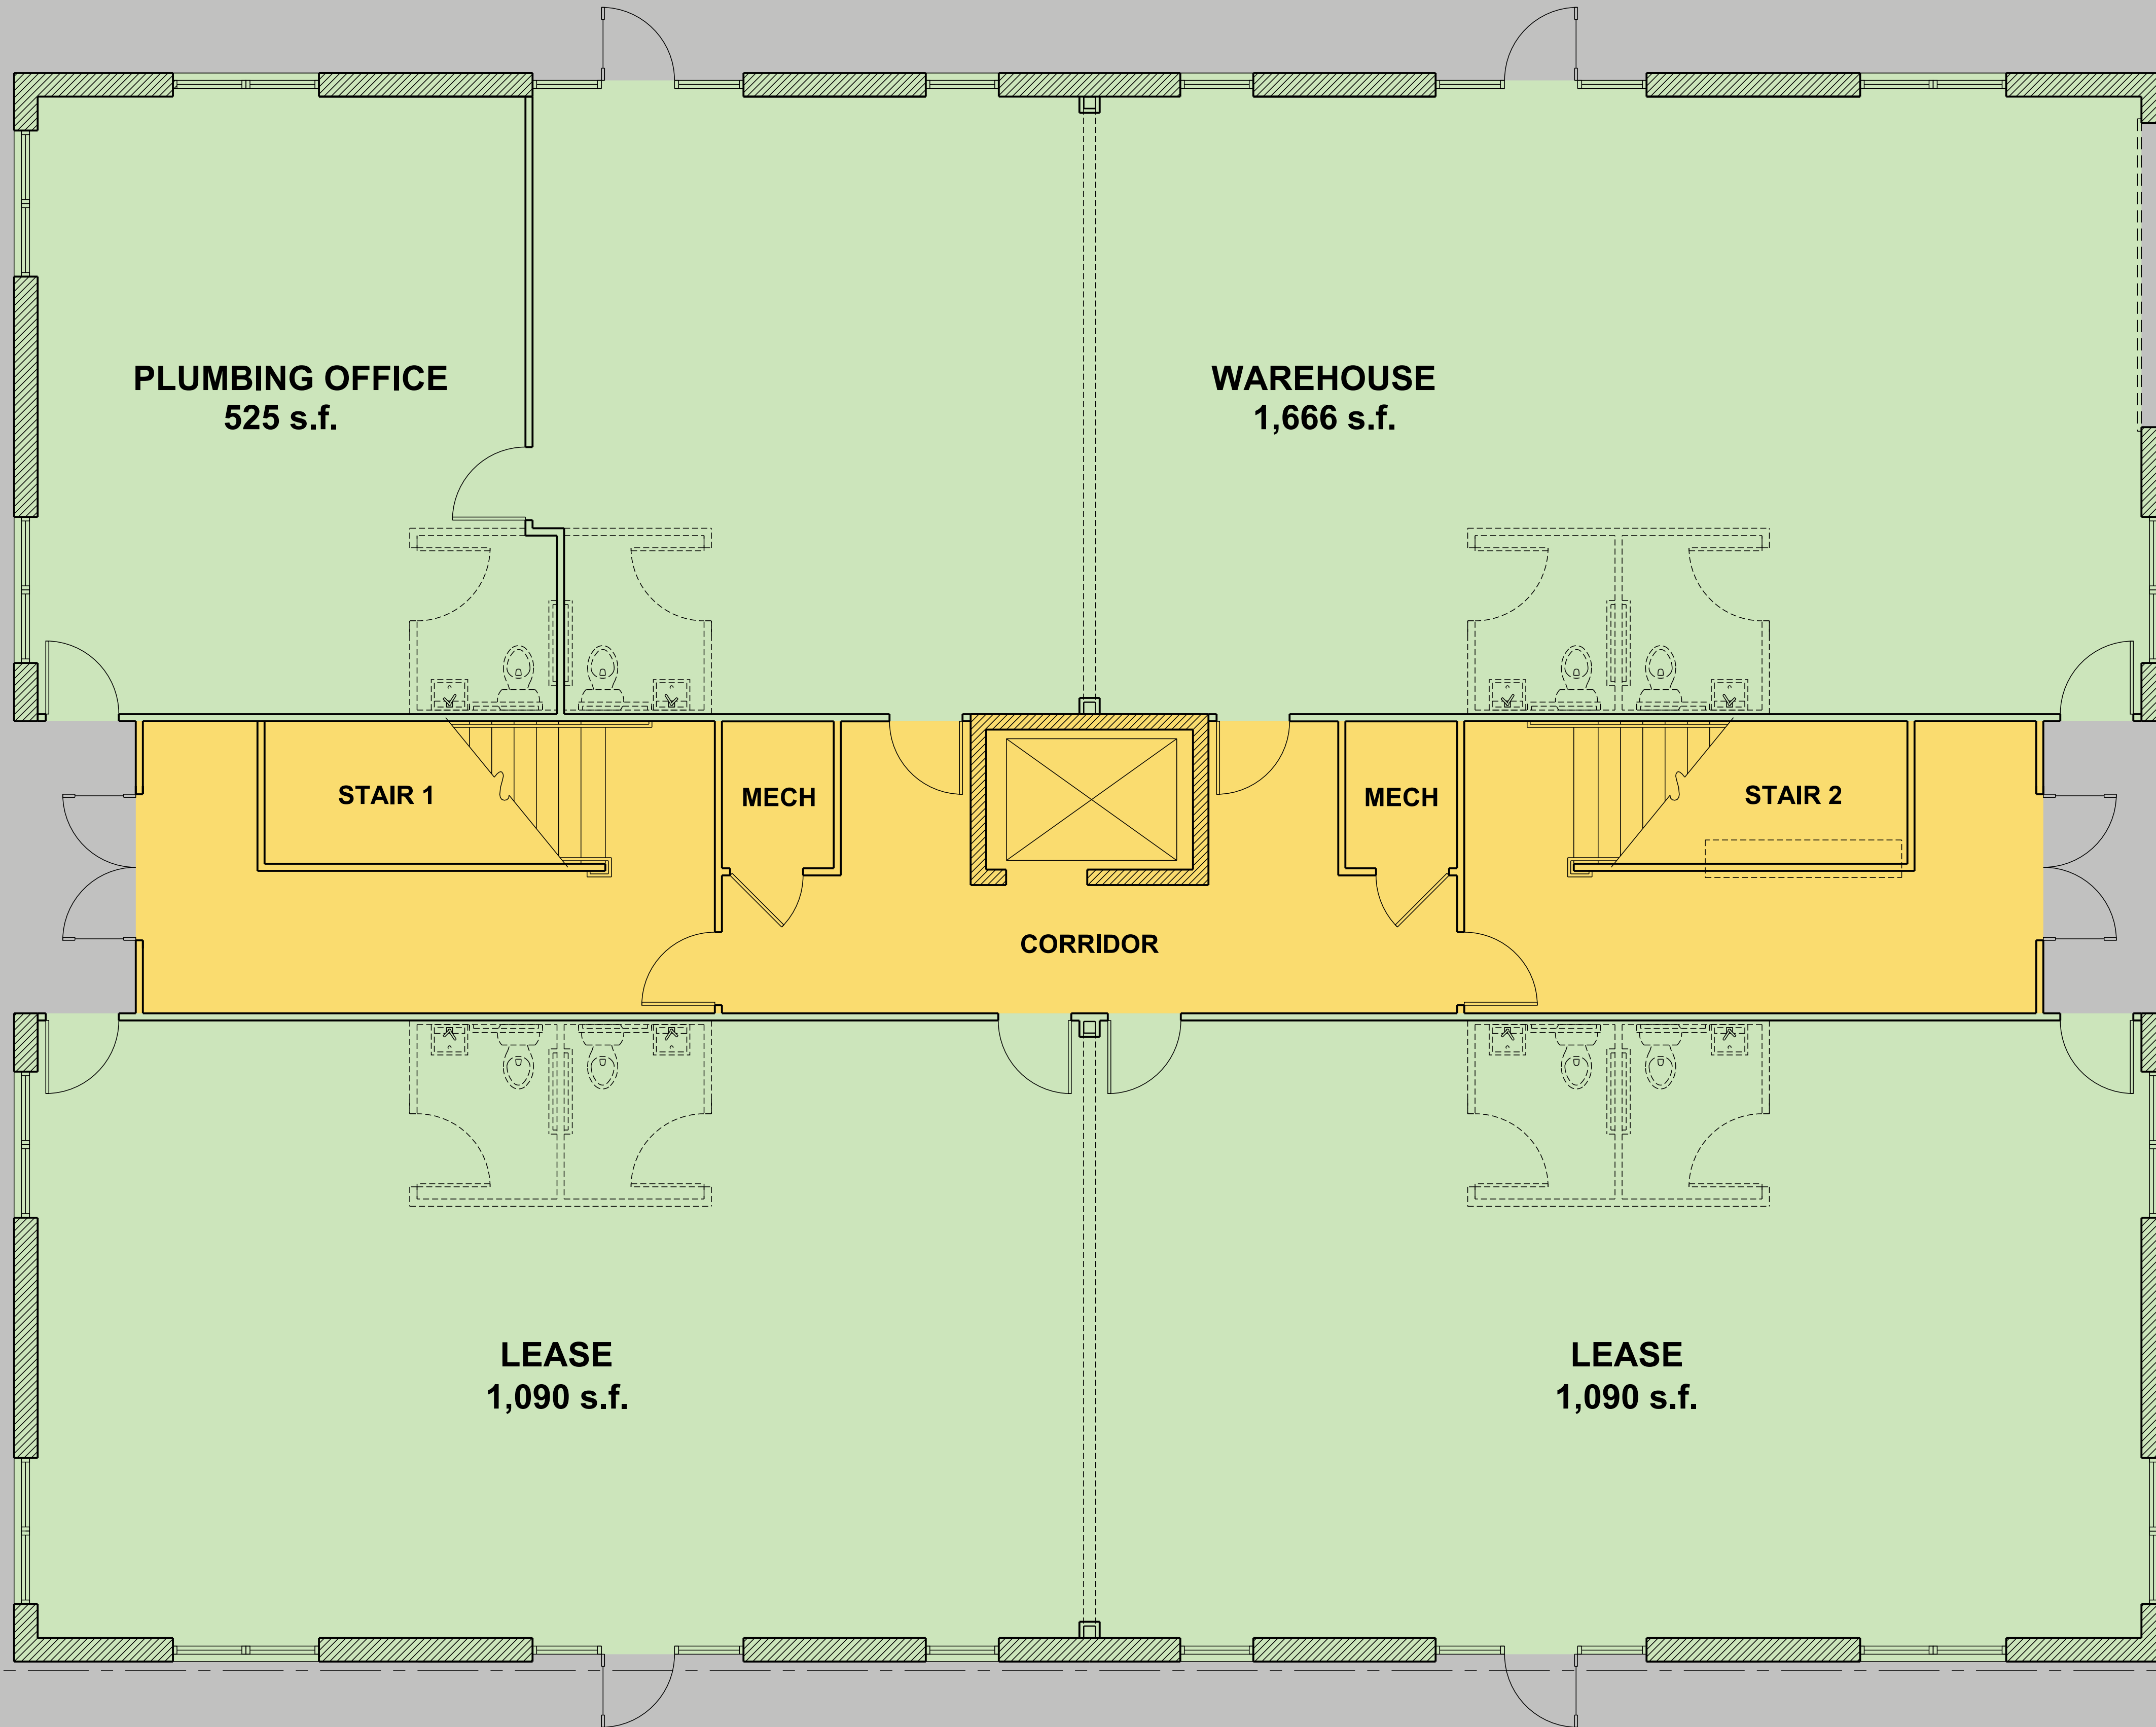 PLUMBING OFFICE
525 s.f.
WAREHOUSE
1,666 s.f.
STAIR 1
MECH
MECH
STAIR 2
CORRIDOR
LEASE
1,090 s.f.
LEASE
1,090 s.f.